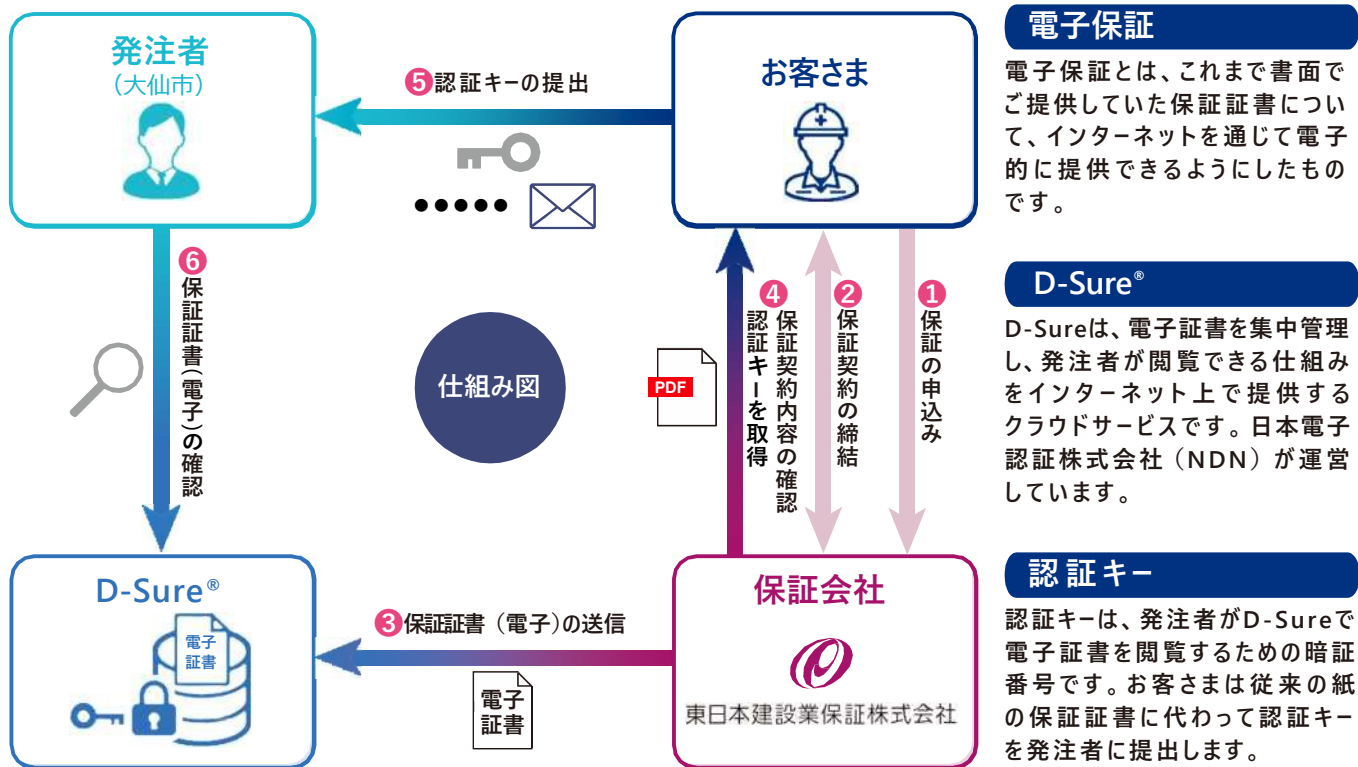 発注者
（大仙市）
❺認証キーの提出
お客さま
❻保証証書（電子）の確認
仕組み図
PDF
❹保証契約内容の確認
認証キーを取得
❷保証契約の締結
❶保証の申込み
D-Sure®
電子
証書
❸保証証書（電子）の送信
電子
証書
保証会社
東日本建設業保証株式会社
電子保証
電子保証とは、これまで書面で
ご提供していた保証証書につい
て、インターネットを通じて電子
的に提供できるようにしたもの
です。
D-Sure®
D-Sureは、電子証書を集中管理
し、発注者が閲覧できる仕組み
をインターネット上で提供する
クラウドサービスです。日本電子
認証株式会社（NDN）が運営
しています。
認証キー
認証キーは、発注者がD-Sureで
電子証書を閲覧するための暗証
番号です。お客さまは従来の紙
の保証証書に代わって認証キー
を発注者に提出します。